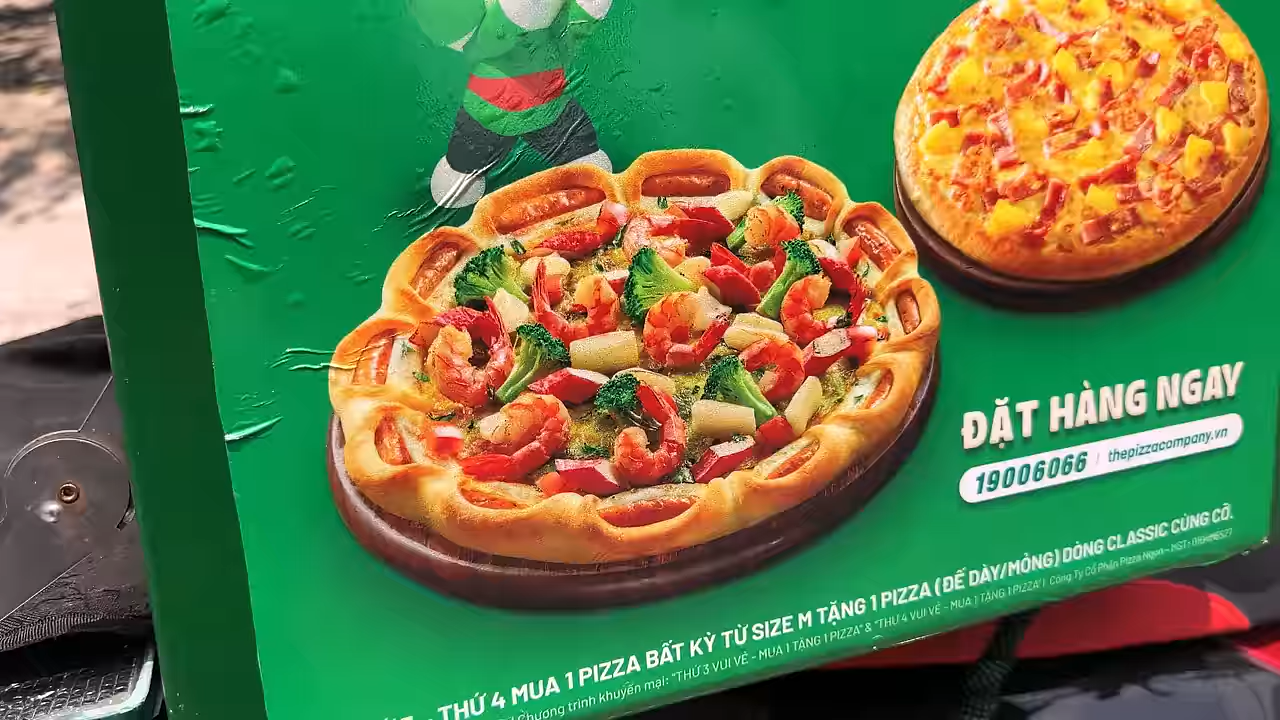 ĐẶT HÀNG NGAY
19006066 | thepizzacompany.vn
- THỨ 4 MUA 1 PIZZA BẤT KỲ TỪ SIZE M TẶNG 1 PIZZA (ĐẾ DÀY/MỎNG) DÒNG CLASSIC CÙNG CỠ.
Chương trình khuyến mại: "THỨ 3 VUI VẺ - MUA 1 TẶNG 1 PIZZA" & "THỨ 4 VUI VẺ - MUA 1 TẶNG 1 PIZZA" | Công Ty Cổ Phần Pizza Ngon - MST: